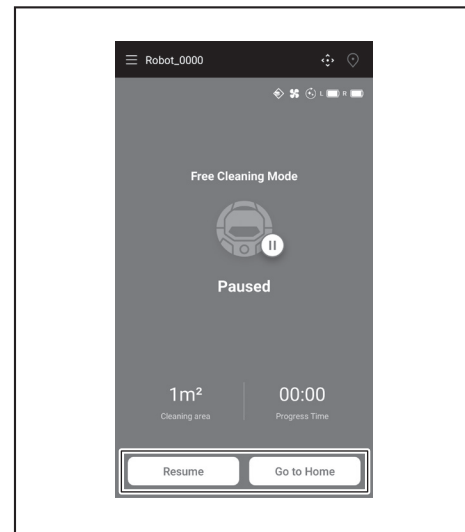 Robot_0000
L R
Free Cleaning Mode
Paused
1m² 00:00
Cleaning area Progress Time
Resume Go to Home